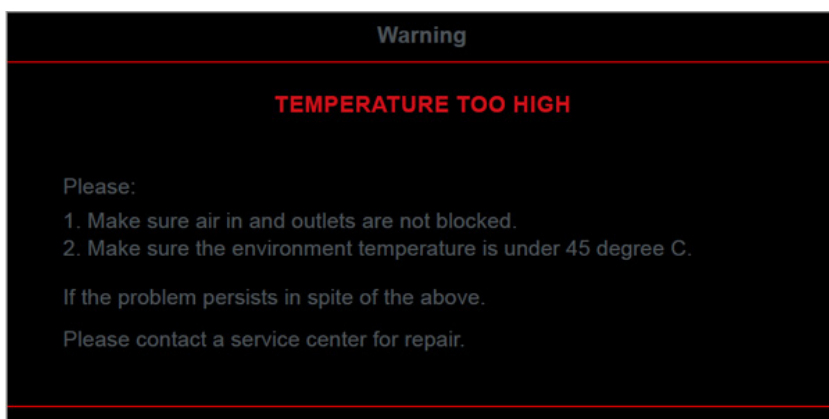 Warning
TEMPERATURE TOO HIGH
Please:
1. Make sure air in and outlets are not blocked.
2. Make sure the environment temperature is under 45 degree C.
If the problem persists in spite of the above.
Please contact a service center for repair.